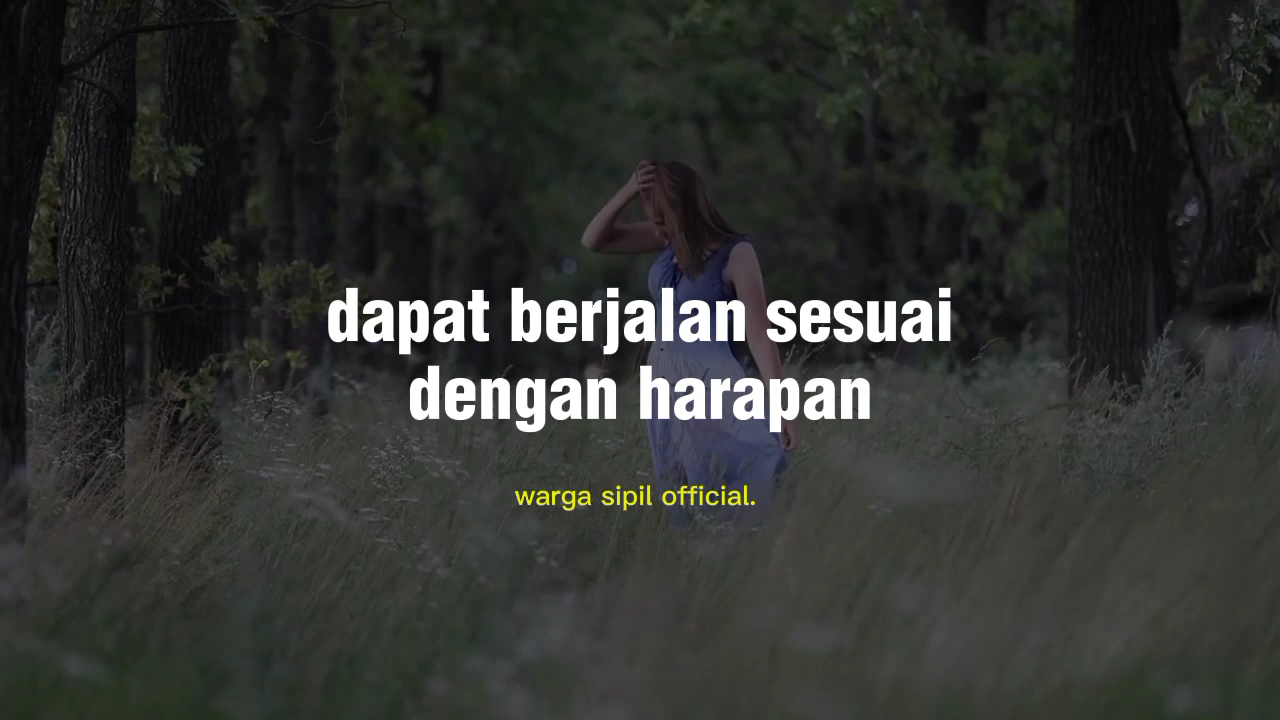 dapat berjalan sesuai
dengan harapan
warga sipil official.